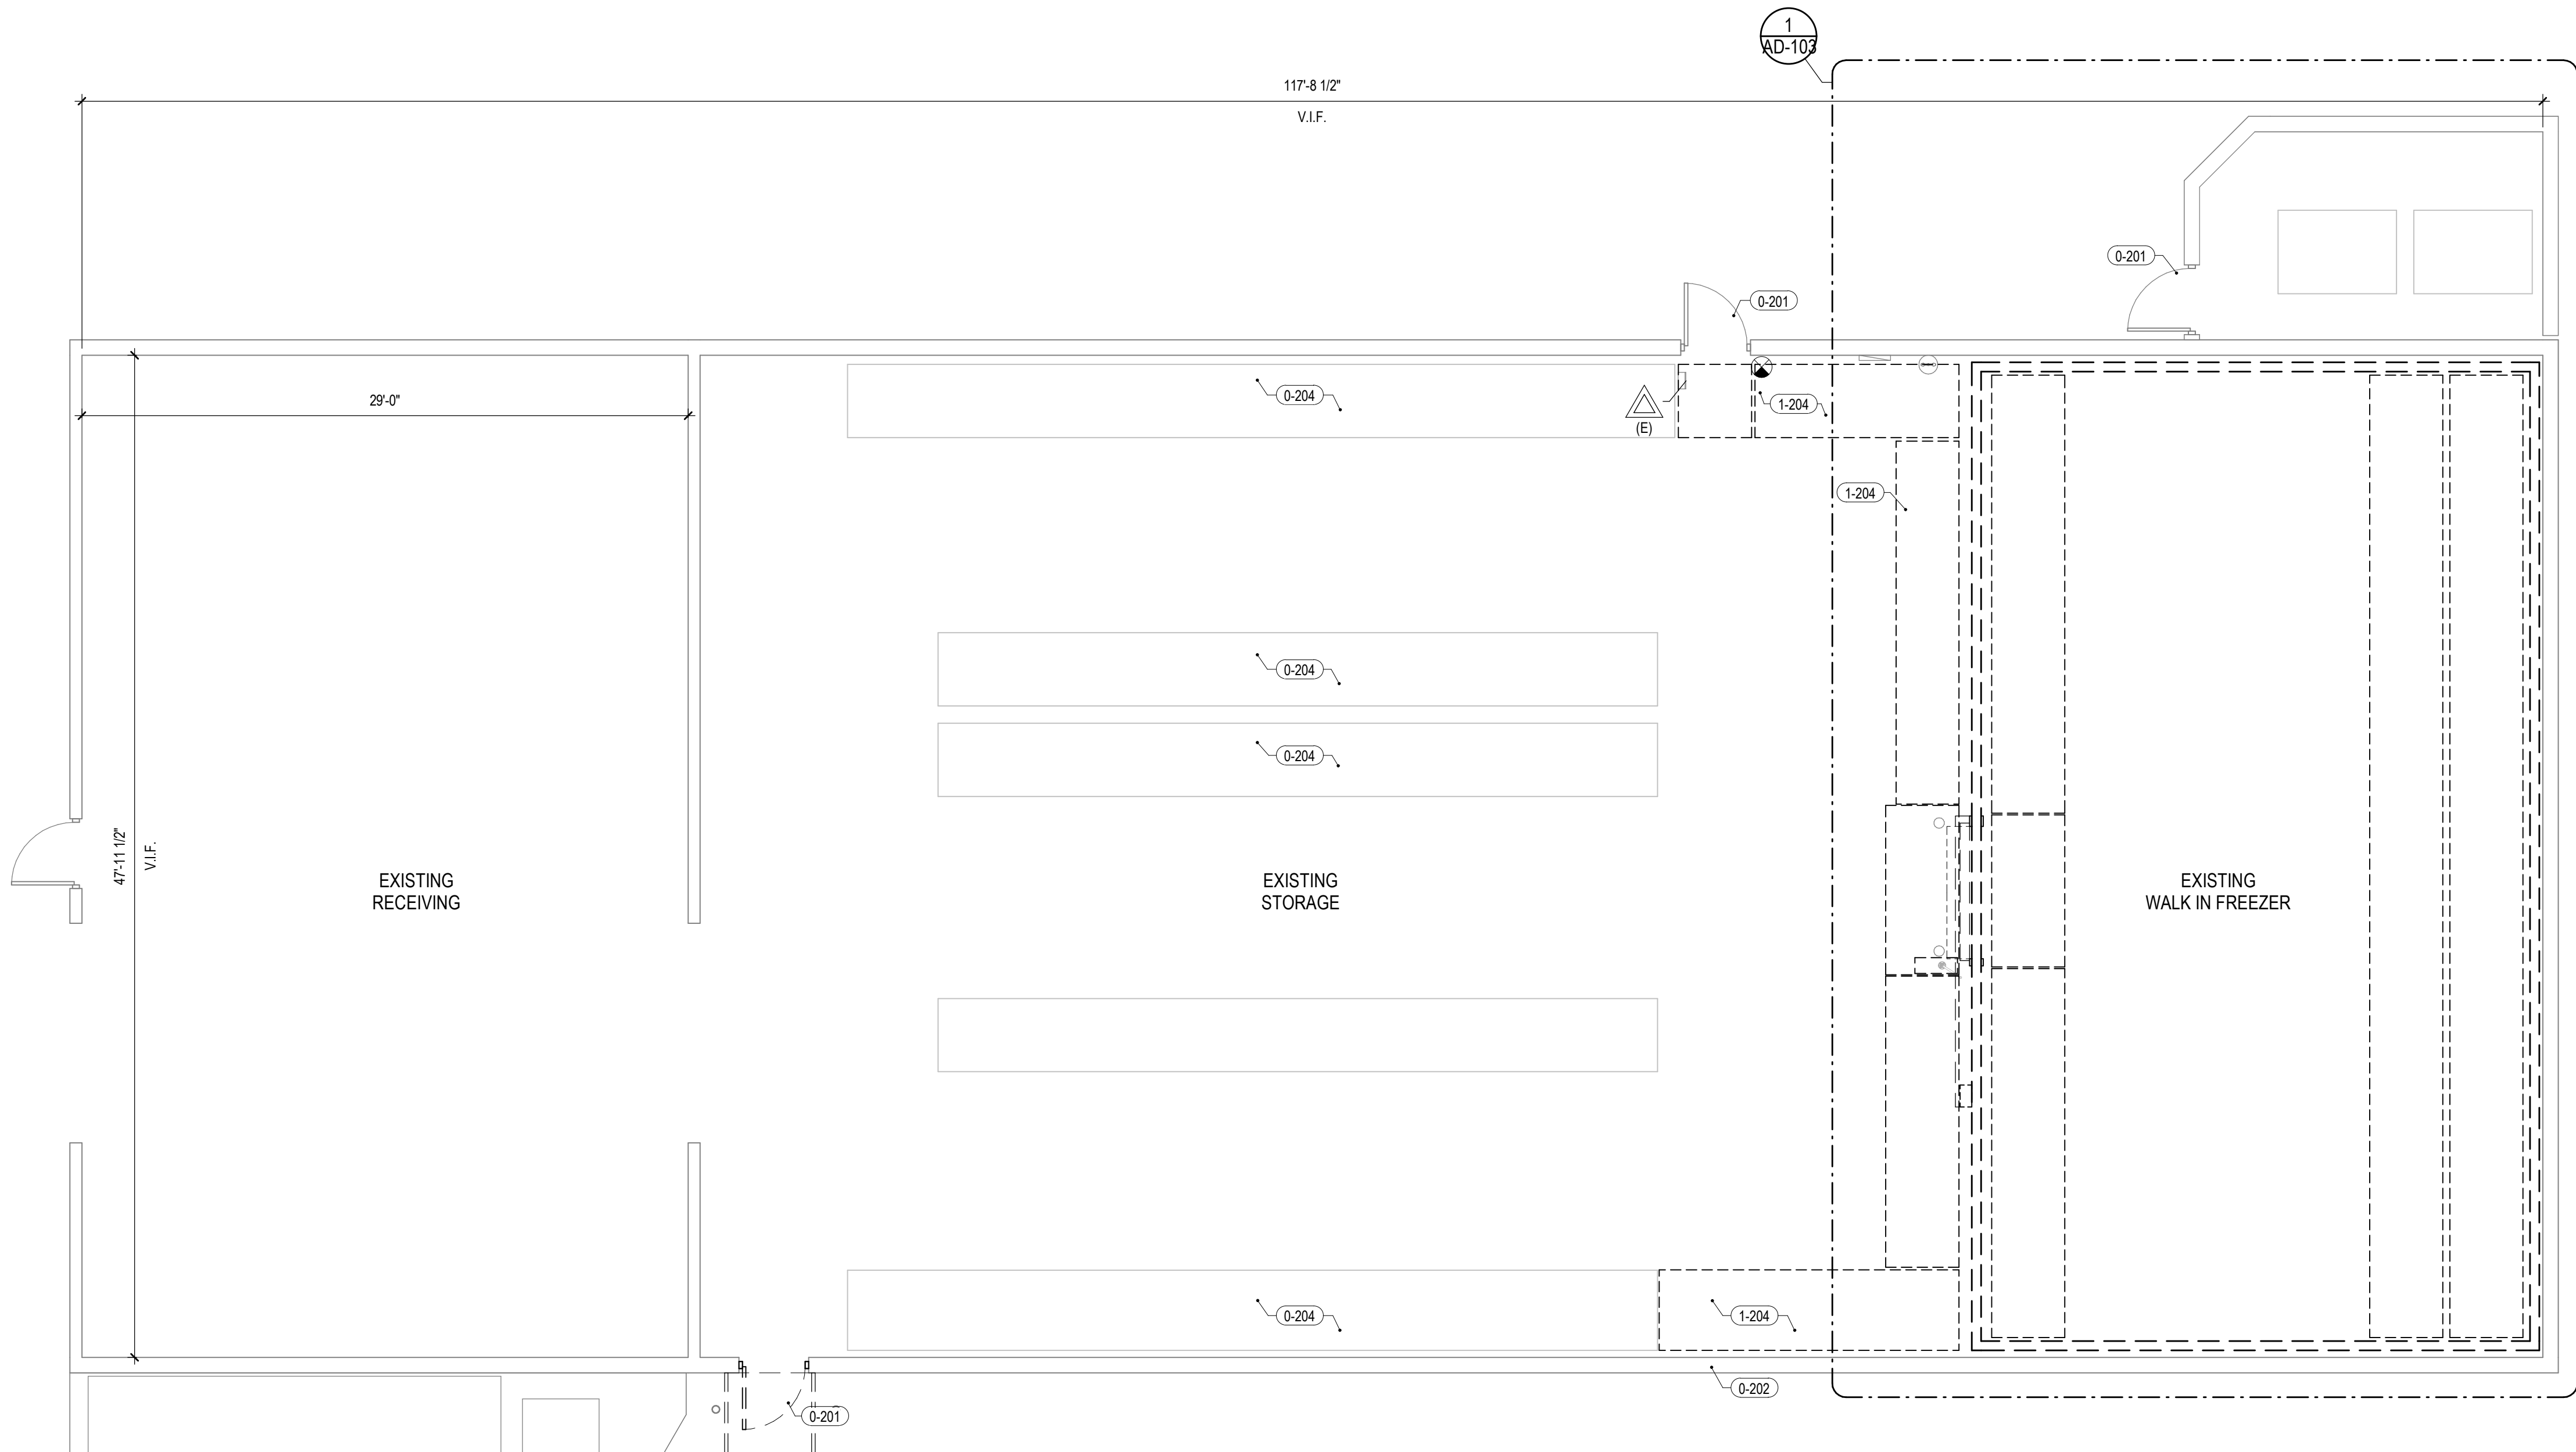 1
AD-103
117'-8 1/2"
V.I.F.
0-201
0-201
29'-0"
0-204
1-204
(E)
1-204
0-204
0-204
47'-11 1/2"
V.I.F.
EXISTING
RECEIVING
EXISTING
STORAGE
EXISTING
WALK IN FREEZER
0-204
1-204
0-202
0-201